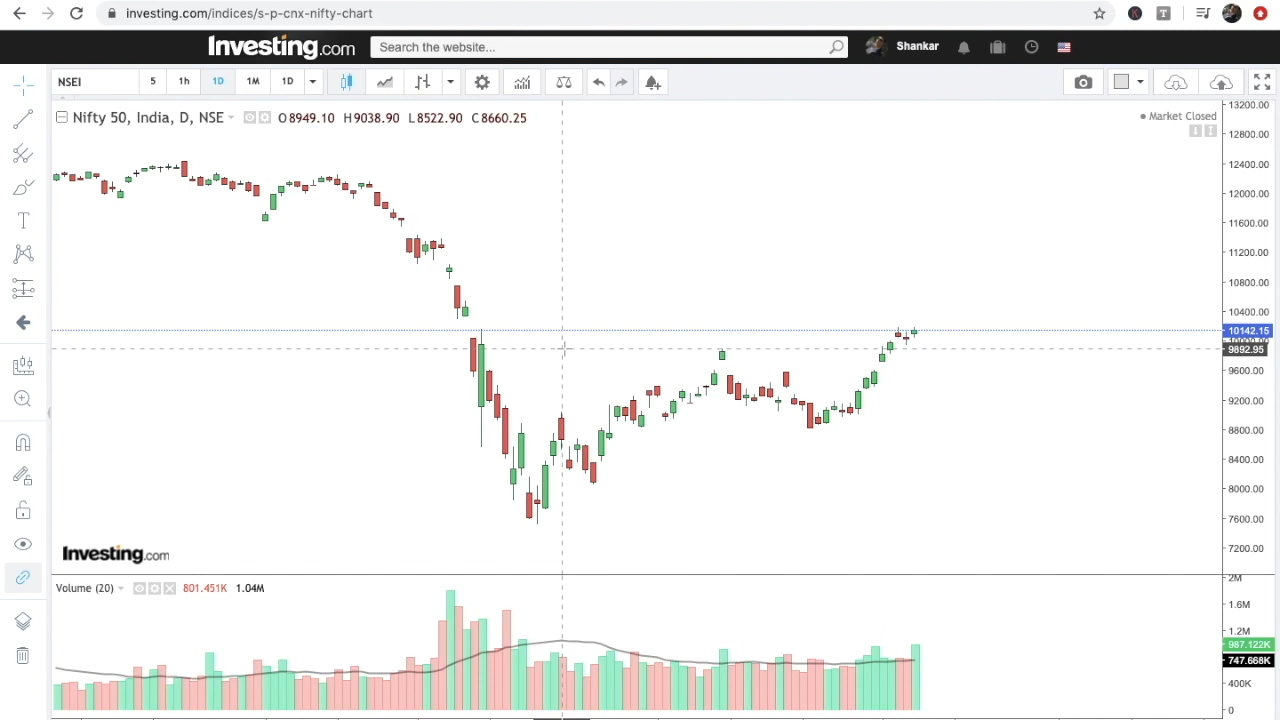 investing.com/indices/s-p-cnx-nifty-chart
T
Investing.com
Search the website...
Shankar
NSEI
5
1h
1D
1M
1D
Nifty 50, India, D, NSE
O8949.10 H9038.90 L8522.90 C8660.25
Market Closed
13200.00
12800.00
12400.00
12000.00
11600.00
11200.00
10800.00
10400.00
10142.15
9892.95
9600.00
9200.00
8800.00
8400.00
8000.00
7600.00
7200.00
Investing.com
Volume (20)
801.451K 1.04M
2M
1.6M
1.2M
987.122K
747.668K
400K
0